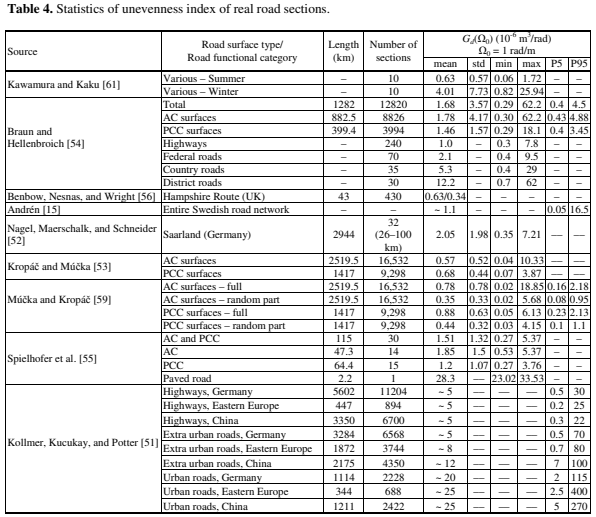 Table 4. Statistics of unevenness index of real road sections.
Source Road surface type/ Road functional category Length (km) Number of sections Gd(Ω0) (10-6 m3/rad) Ω0 = 1 rad/m
mean std min max P5 P95
Kawamura and Kaku [61] Various – Summer – 10 0.63 0.57 0.06 1.72 – –
Various – Winter – 10 4.01 7.73 0.82 25.94 – –
Braun and Hellenbroich [54] Total 1282 12820 1.68 3.57 0.29 62.2 0.4 4.5
AC surfaces 882.5 8826 1.78 4.17 0.30 62.2 0.43 4.88
PCC surfaces 399.4 3994 1.46 1.57 0.29 18.1 0.4 3.45
Highways – 240 1.0 – 0.3 7.8 – –
Federal roads – 70 2.1 – 0.4 9.5 – –
Country roads – 35 5.3 – 0.4 29 – –
District roads – 30 12.2 – 0.7 62 – –
Benbow, Nesnas, and Wright [56] Hampshire Route (UK) 43 430 0.63/0.34 – – – – –
Andrén [15] Entire Swedish road network – – ~ 1.1 – – – 0.05 16.5
Nagel, Maerschalk, and Schneider [52] Saarland (Germany) 2944 32 (26–100 km) 2.05 1.98 0.35 7.21 — —
Kropáč and Múčka [53] AC surfaces 2519.5 16,532 0.57 0.52 0.04 10.33 — —
PCC surfaces 1417 9,298 0.68 0.44 0.07 3.87 — —
Múčka and Kropáč [59] AC surfaces – full 2519.5 16,532 0.78 0.78 0.02 18.85 0.16 2.18
AC surfaces – random part 2519.5 16,532 0.35 0.33 0.02 5.68 0.08 0.95
PCC surfaces – full 1417 9,298 0.88 0.63 0.05 6.13 0.23 2.13
PCC surfaces – random part 1417 9,298 0.44 0.32 0.03 4.15 0.1 1.1
Spielhofer et al. [55] AC and PCC 115 30 1.51 1.32 0.27 5.37 – –
AC 47.3 14 1.85 1.5 0.53 5.37 – –
PCC 64.4 15 1.2 1.07 0.27 3.76 – –
Paved road 2.2 1 28.3 — 23.02 33.53 – –
Kollmer, Kucukay, and Potter [51] Highways, Germany 5602 11204 ~ 5 — — — 0.5 30
Highways, Eastern Europe 447 894 ~ 5 — — — 0.2 25
Highways, China 3350 6700 ~ 5 — — — 0.3 22
Extra urban roads, Germany 3284 6568 ~ 5 — — — 0.5 70
Extra urban roads, Eastern Europe 1872 3744 ~ 8 — — — 0.7 80
Extra urban roads, China 2175 4350 ~ 12 — — — 7 100
Urban roads, Germany 1114 2228 ~ 20 — — — 2 115
Urban roads, Eastern Europe 344 688 ~ 25 — — — 2.5 400
Urban roads, China 1211 2422 ~ 25 — — — 5 270